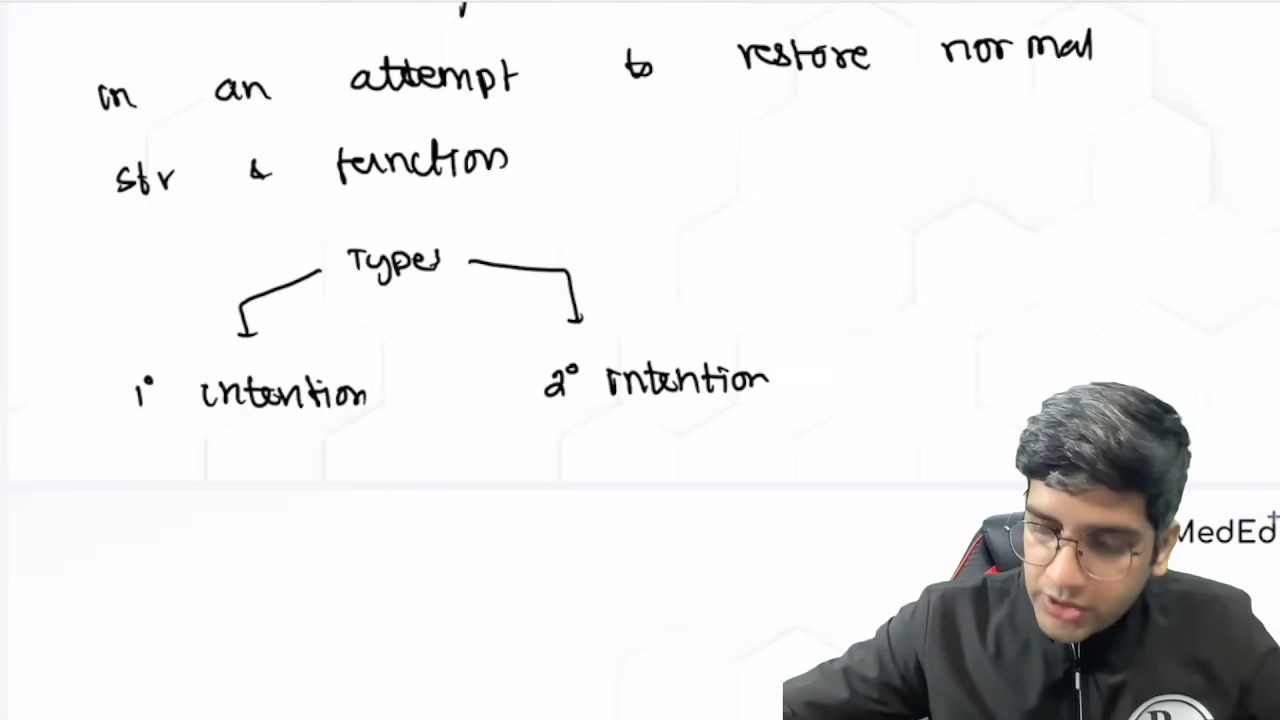 in an attempt to restore normal
str & function
Types
1° intention 2° intention
MedEd